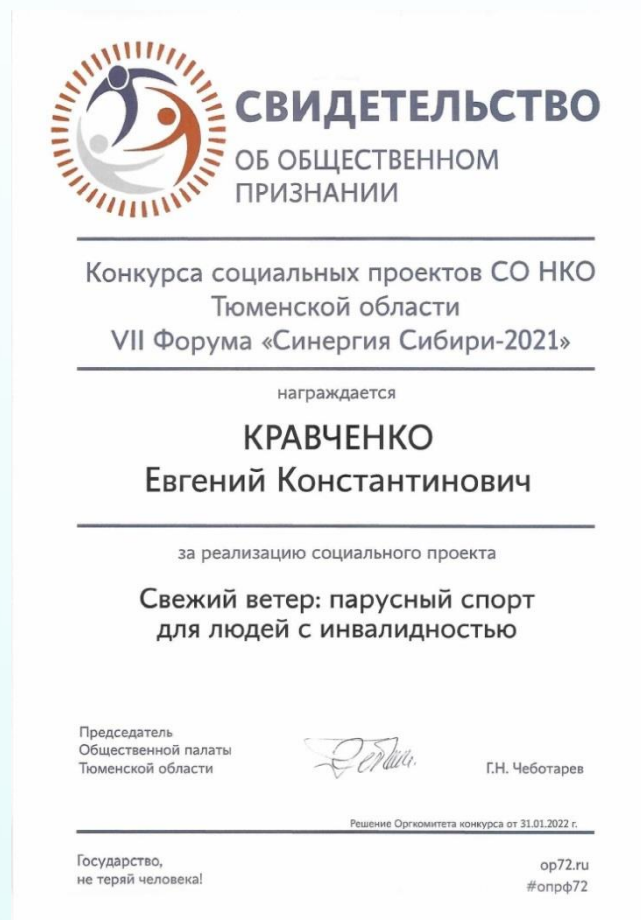 СВИДЕТЕЛЬСТВО
ОБ ОБЩЕСТВЕННОМ
ПРИЗНАНИИ
Конкурса социальных проектов СО НКО
Тюменской области
VII Форума «Синергия Сибири-2021»
награждается
КРАВЧЕНКО
Евгений Константинович
за реализацию социального проекта
Свежий ветер: парусный спорт
для людей с инвалидностью
Председатель
Общественной палаты
Тюменской области
Г.Н. Чеботарев
Решение Оргкомитета конкурса от 31.01.2022 г.
Государство,
не теряй человека!
op72.ru
#опрф72